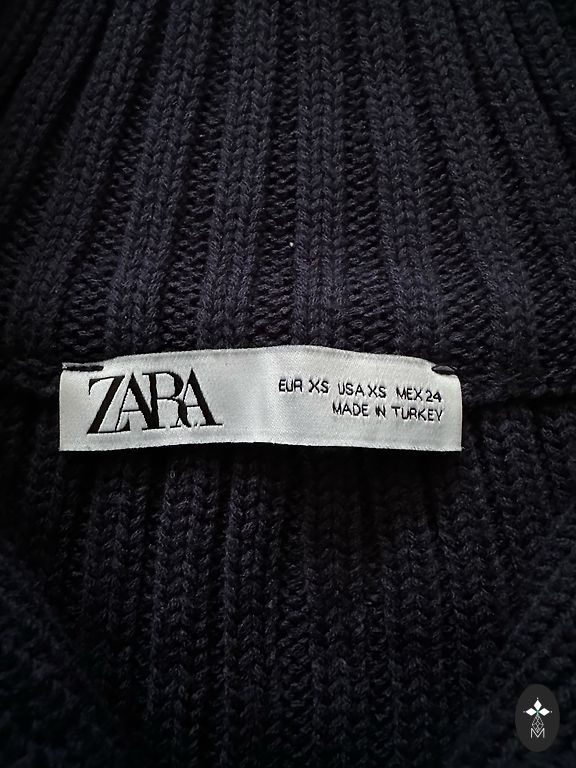 ZARA
EUR XS USA XS MEX 24
MADE IN TURKEY
M